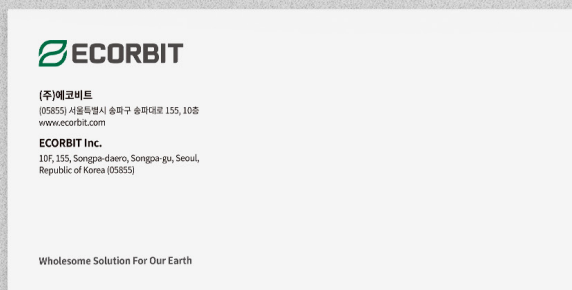 ECORBIT
(주)에코비트
(05855) 서울특별시 송파구 송파대로 155, 10층
www.ecorbit.com
ECORBIT Inc.
10F, 155, Songpa-daero, Songpa-gu, Seoul,
Republic of Korea (05855)
Wholesome Solution For Our Earth